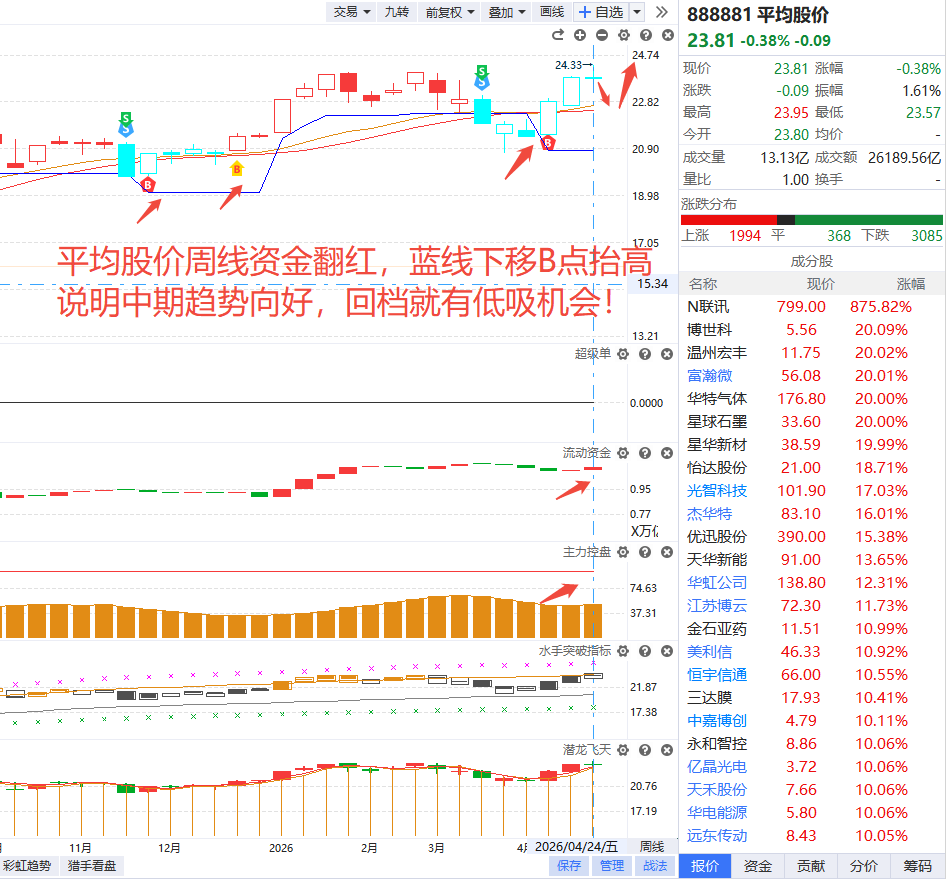 交易 九转 前复权 叠加 画线 自选
24.74
24.33
22.82
20.90
18.98
17.05
15.34
13.21
S
S
B
B
S
S
B
平均股价周线资金翻红，蓝线下移B点抬高
说明中期趋势向好，回档就有低吸机会！
超级单
0.0000
流动资金
0.95
0.77
X万亿
主力控盘
74.63
37.31
水手突破指标
21.87
17.38
潜龙飞天
20.76
17.19
11月 12月 2026 2月 3月 2026/04/24/五 周线
彩虹趋势 猎手看盘 保存 管理 战法
888881 平均股价
23.81 -0.38% -0.09
现价 23.81 涨幅 -0.38%
涨跌 -0.09 振幅 1.61%
最高 23.95 最低 23.57
今开 23.80 均价 -
成交量 13.13亿 成交额 26189.56亿
量比 1.00 换手 -
涨跌分布
上涨 1994 平 368 下跌 3085
成分股
名称 现价 涨幅
N联讯 799.00 875.82%
博世科 5.56 20.09%
温州宏丰 11.75 20.02%
富瀚微 56.08 20.01%
华特气体 176.80 20.00%
星球石墨 33.60 20.00%
星华新材 38.59 19.99%
怡达股份 21.00 18.71%
光智科技 101.90 17.03%
杰华特 83.10 16.01%
优迅股份 390.00 15.38%
天华新能 91.00 13.65%
华虹公司 138.80 12.31%
江苏博云 72.30 11.73%
金石亚药 11.51 10.99%
美利信 46.33 10.92%
恒宇信通 66.00 10.55%
三达膜 17.93 10.41%
中嘉博创 4.79 10.11%
永和智控 8.86 10.06%
亿晶光电 3.72 10.06%
天禾股份 7.66 10.06%
华电能源 5.80 10.06%
远东传动 8.43 10.05%
报价 资金 贡献 分价 筹码